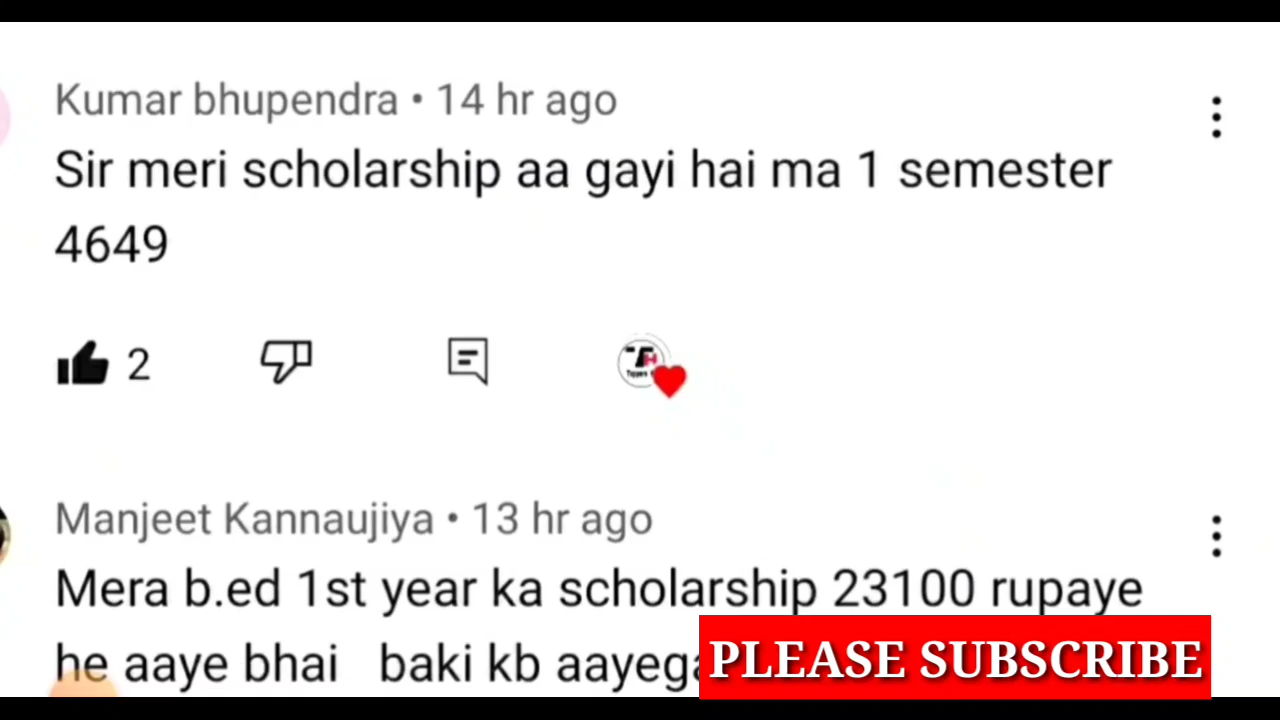 Kumar bhupendra • 14 hr ago
Sir meri scholarship aa gayi hai ma 1 semester
4649
2
Manjeet Kannaujiya • 13 hr ago
Mera b.ed 1st year ka scholarship 23100 rupaye
he aaye bhai baki kb aayega
PLEASE SUBSCRIBE